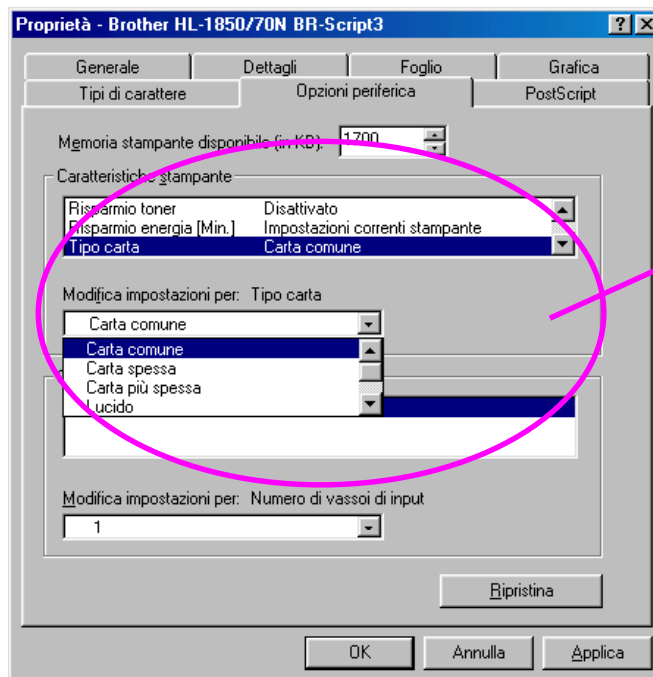 Proprietà - Brother HL-1850/70N BR-Script3
Generale Dettagli Foglio Grafica
Tipi di carattere Opzioni periferica PostScript
Memoria stampante disponibile (in KB): 1700
Caratteristiche stampante
Risparmio toner Disattivato
Risparmio energia [Min.] Impostazioni correnti stampante
Tipo carta Carta comune
Modifica impostazioni per: Tipo carta
Carta comune
Carta comune
Carta spessa
Carta più spessa
Lucido
Modifica impostazioni per: Numero di vassoi di input
1
Ripristina
OK Annulla Applica